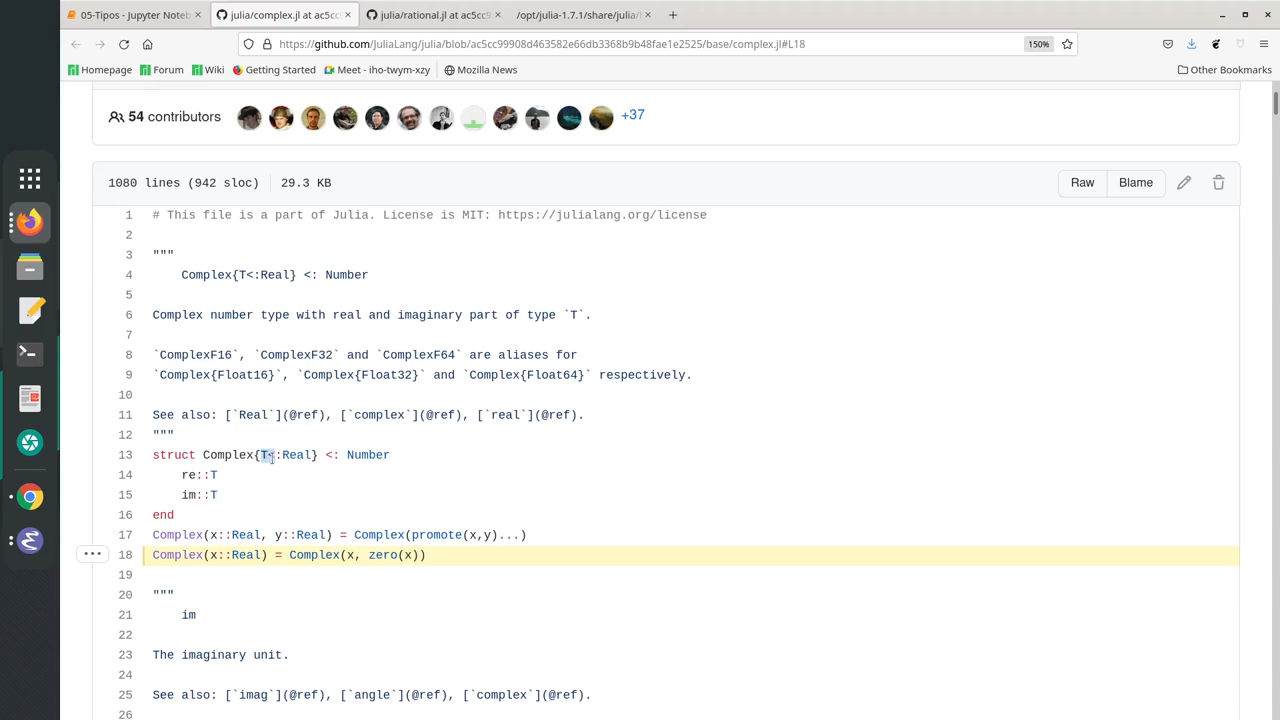 05-Tipos - Jupyter Noteb
julia/complex.jl at ac5cc
julia/rational.jl at ac5cc9
/opt/julia-1.7.1/share/julia/
https://github.com/JuliaLang/julia/blob/ac5cc99908d463582e66db3368b9b48fae1e2525/base/complex.jl#L18
150%
Homepage
Forum
Wiki
Getting Started
Meet - iho-twym-xzy
Mozilla News
Other Bookmarks
54 contributors
+37
1080 lines (942 sloc)
29.3 KB
Raw
Blame
1 # This file is a part of Julia. License is MIT: https://julialang.org/license
2
3 """
4 Complex{T<:Real} <: Number
5
6 Complex number type with real and imaginary part of type `T`.
7
8 `ComplexF16`, `ComplexF32` and `ComplexF64` are aliases for
9 `Complex{Float16}`, `Complex{Float32}` and `Complex{Float64}` respectively.
10
11 See also: [`Real`](@ref), [`complex`](@ref), [`real`](@ref).
12 """
13 struct Complex{T<:Real} <: Number
14 re::T
15 im::T
16 end
17 Complex(x::Real, y::Real) = Complex(promote(x,y)...)
18 Complex(x::Real) = Complex(x, zero(x))
19
20 """
21 im
22
23 The imaginary unit.
24
25 See also: [`imag`](@ref), [`angle`](@ref), [`complex`](@ref).
26